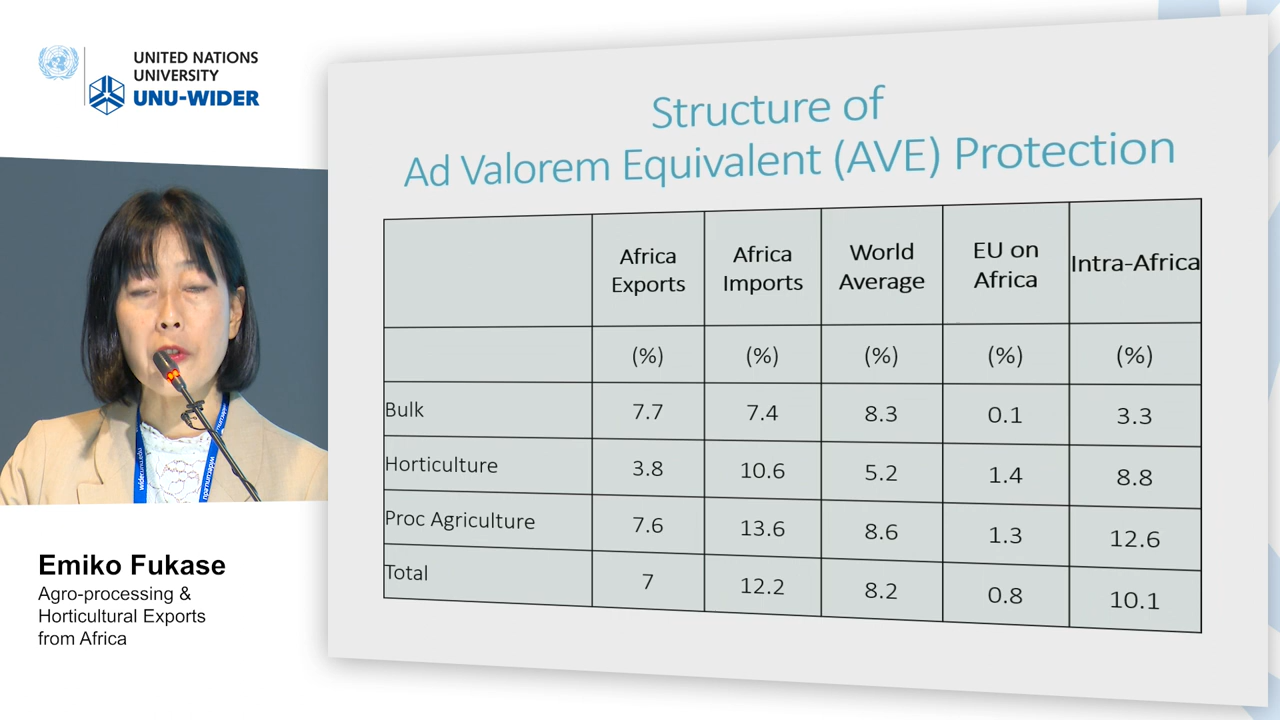 UNITED NATIONS
UNIVERSITY
UNU-WIDER
Structure of
Ad Valorem Equivalent (AVE) Protection
Africa Exports Africa Imports World Average EU on Africa Intra-Africa
(%) (%) (%) (%) (%)
Bulk 7.7 7.4 8.3 0.1 3.3
Horticulture 3.8 10.6 5.2 1.4 8.8
Proc Agriculture 7.6 13.6 8.6 1.3 12.6
Total 7 12.2 8.2 0.8 10.1
Emiko Fukase
Agro-processing &
Horticultural Exports
from Africa